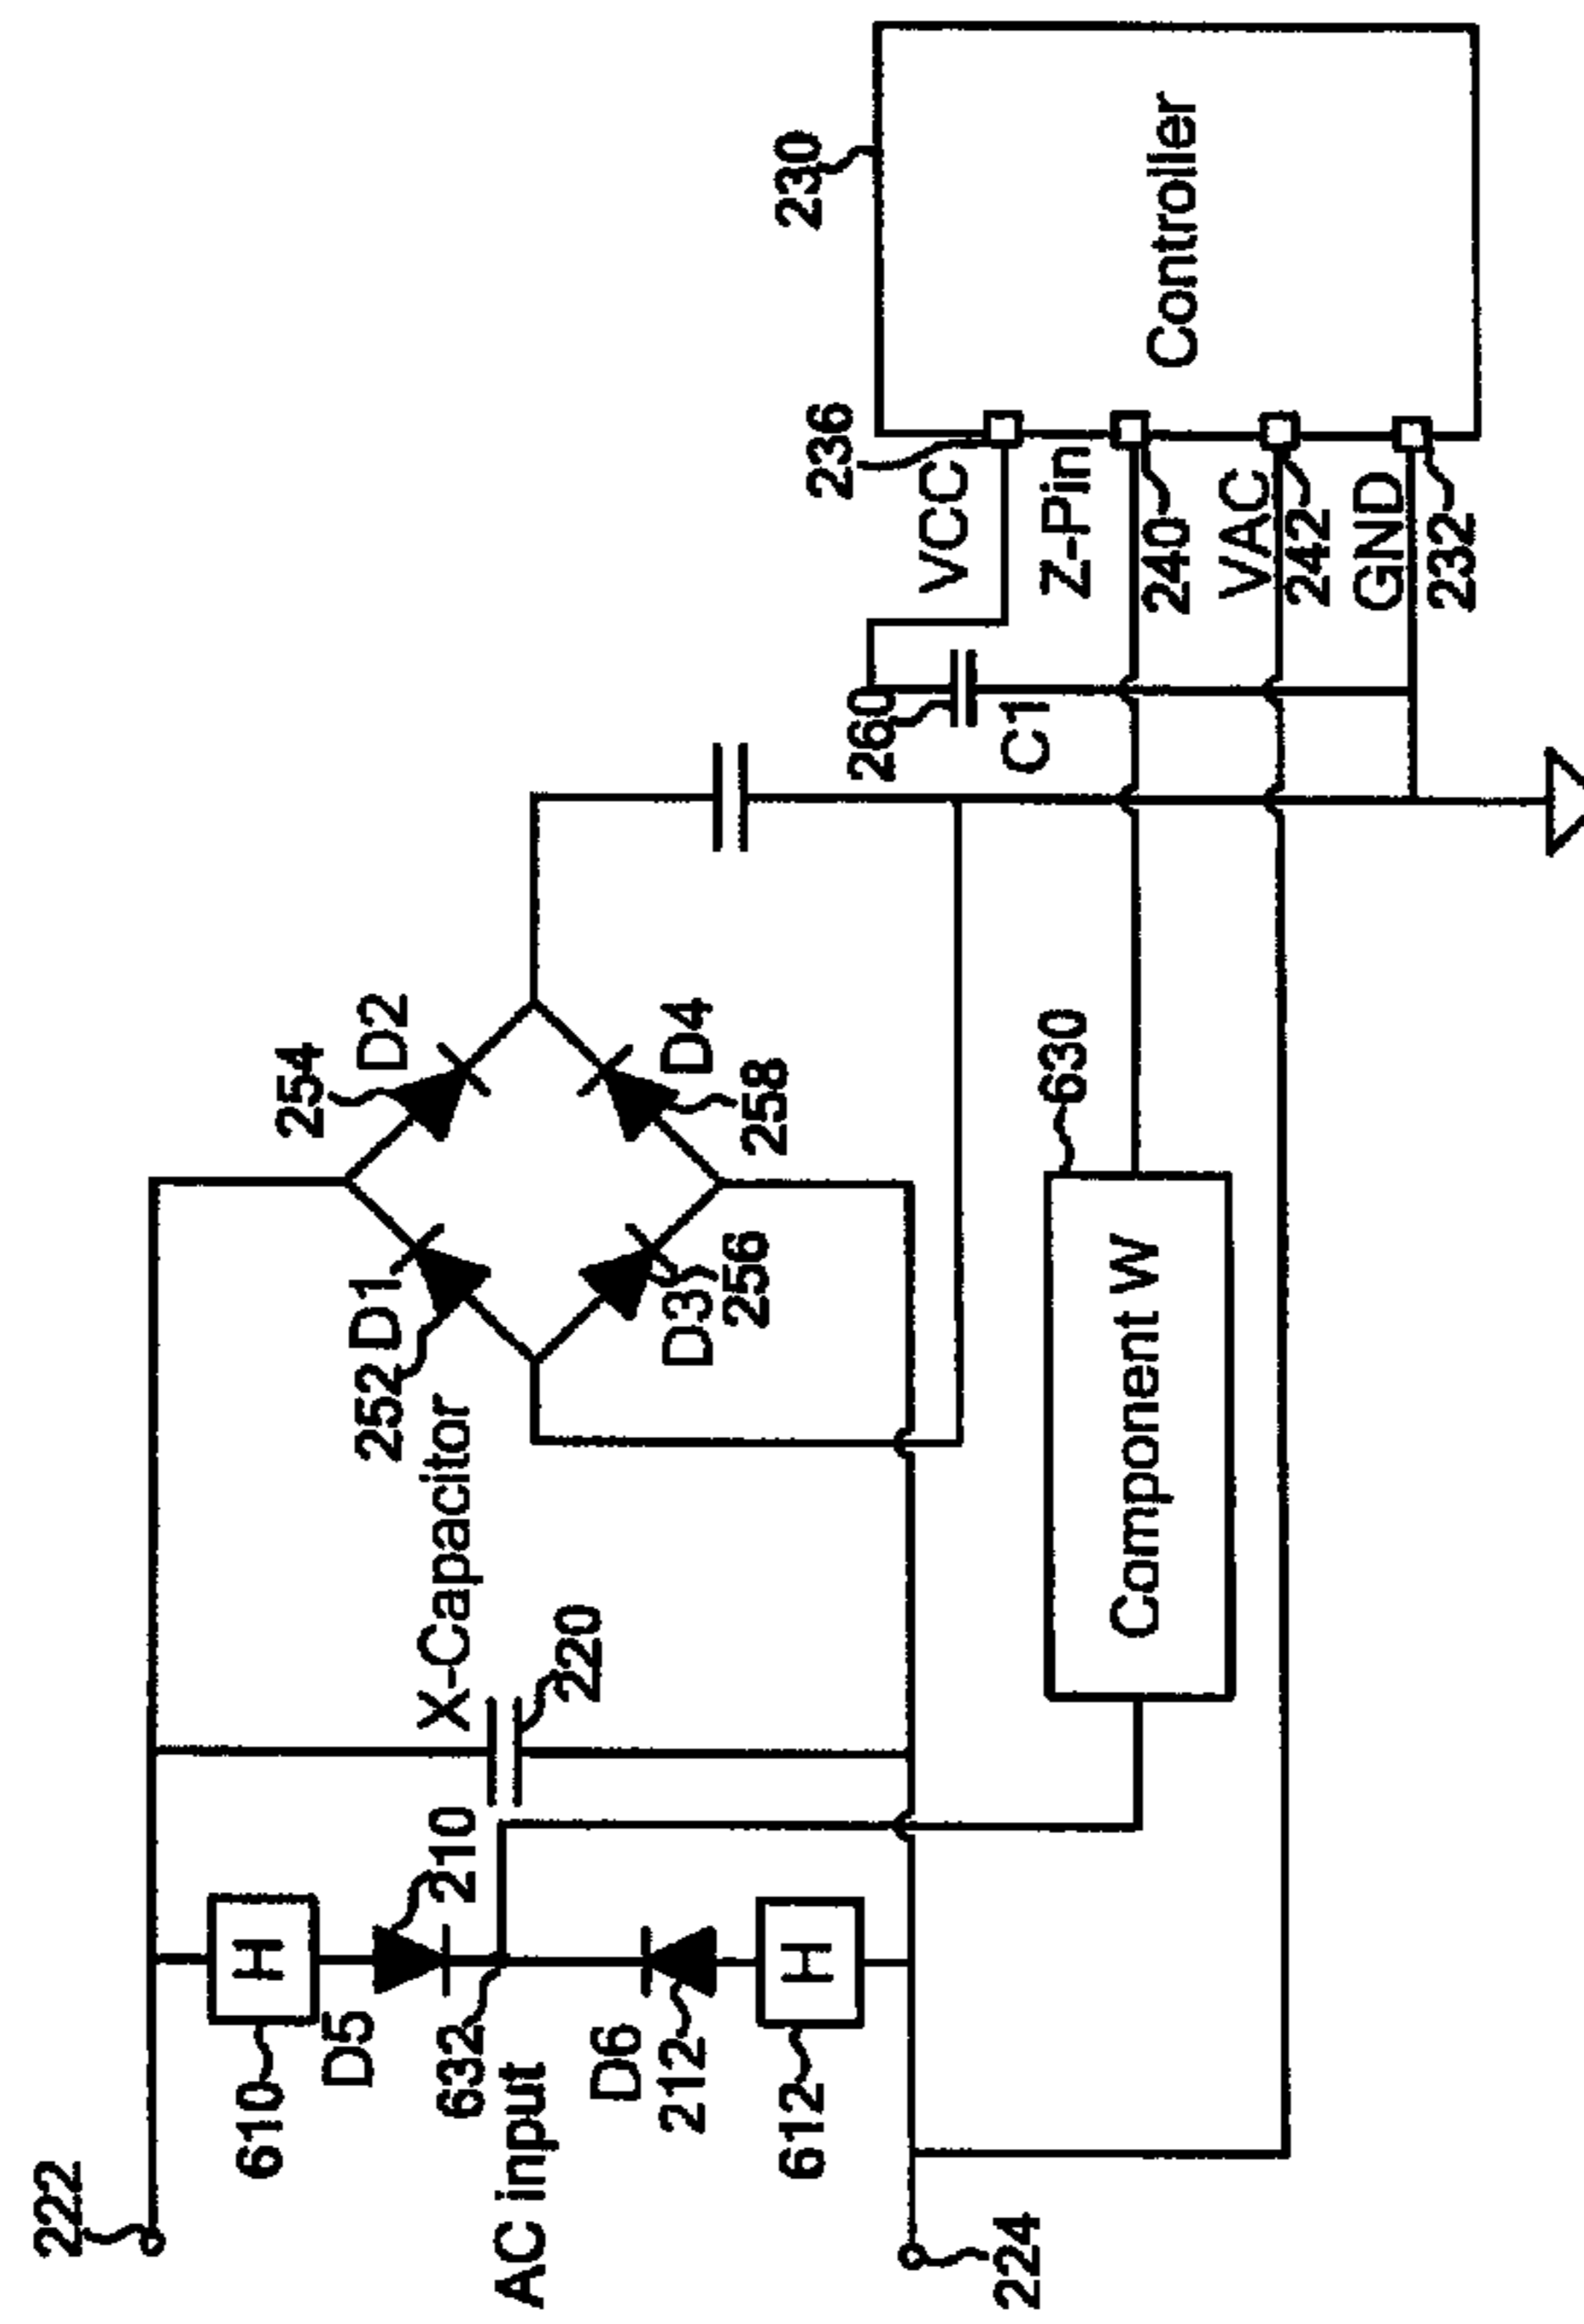 222
610
H
D5
210
632
AC input
D6
212
612
H
224
X-Capacitor
220
252
D1
254
D2
D3
256
D4
258
Component W
630
260
C1
236
VCC
Z-Pin
240
VAC
242
GND
232
230
Controller